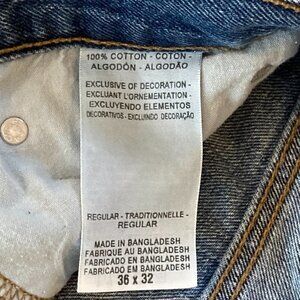 100% COTTON - COTON -
ALGODÓN - ALGODÃO
EXCLUSIVE OF DECORATION -
EXCLUANT L'ORNEMENTATION -
EXCLUYENDO ELEMENTOS
DECORATIVOS - EXCLUINDO DECORAÇÃO
REGULAR - TRADITIONNELLE -
REGULAR
MADE IN BANGLADESH
FABRIQUÉ AU BANGLADESH
FABRICADO EN BANGLADESH
FABRICADO EM BANGLADESH
36 x 32